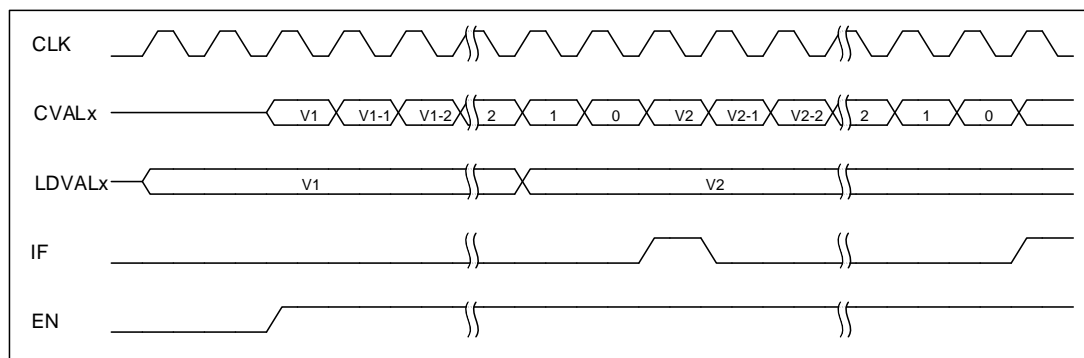 CLK
CVALx V1 V1-1 V1-2 2 1 0 V2 V2-1 V2-2 2 1 0
LDVALx V1 V2
IF
EN